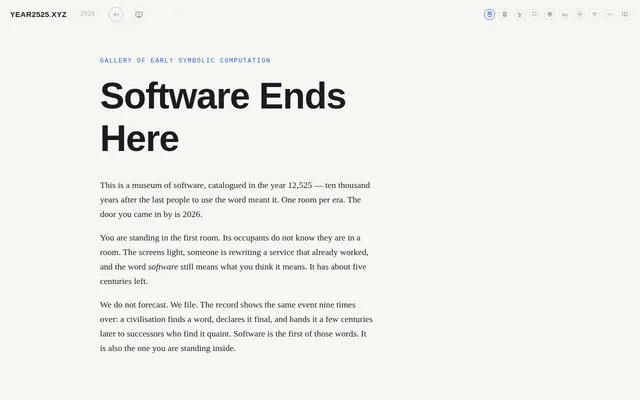 YEAR2525.XYZ 2026
GALLERY OF EARLY SYMBOLIC COMPUTATION
Software Ends
Here
This is a museum of software, catalogued in the year 12,525 — ten thousand
years after the last people to use the word meant it. One room per era. The
door you came in by is 2026.
You are standing in the first room. Its occupants do not know they are in a
room. The screens light, someone is rewriting a service that already worked,
and the word software still means what you think it means. It has about five
centuries left.
We do not forecast. We file. The record shows the same event nine times
over: a civilisation finds a word, declares it final, and hands it a few centuries
later to successors who find it quaint. Software is the first of those words. It
is also the one you are standing inside.